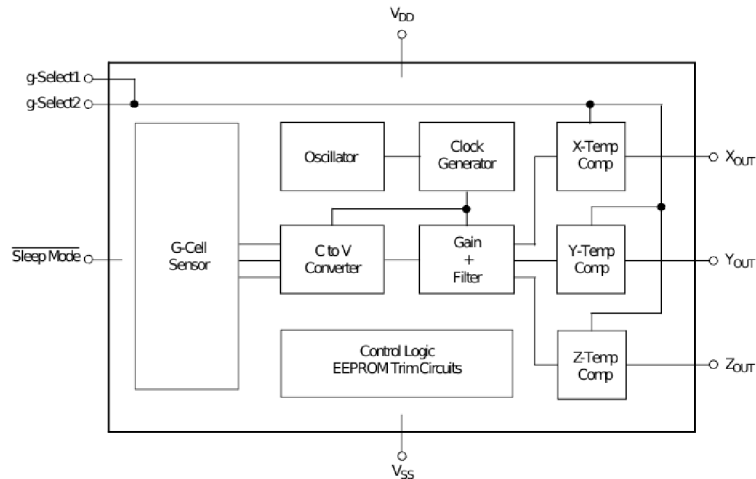 VDD
g-Select1
g-Select2
Oscillator
Clock
Generator
X-Temp
Comp
XOUT
Sleep Mode
G-Cell
Sensor
C to V
Converter
Gain
+
Filter
Y-Temp
Comp
YOUT
Control Logic
EEPROM Trim Circuits
Z-Temp
Comp
ZOUT
VSS